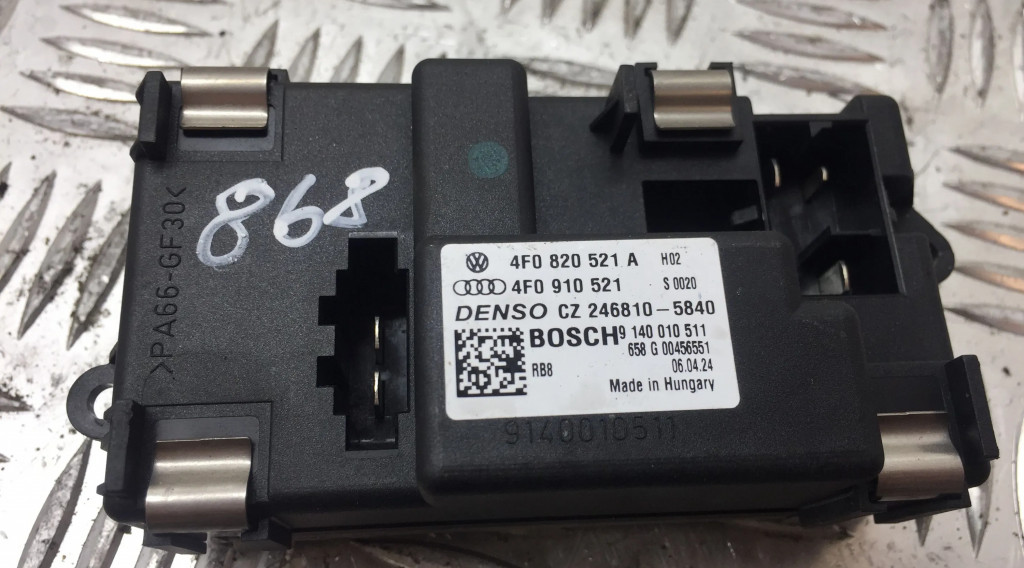 868
>PA66-GF30<
4F0 820 521 A H02
4F0 910 521 S 0020
DENSO CZ 246810-5840
BOSCH 9 140 010 511
658 G 00456551
RB8 06.04.24
Made in Hungary
9140010511